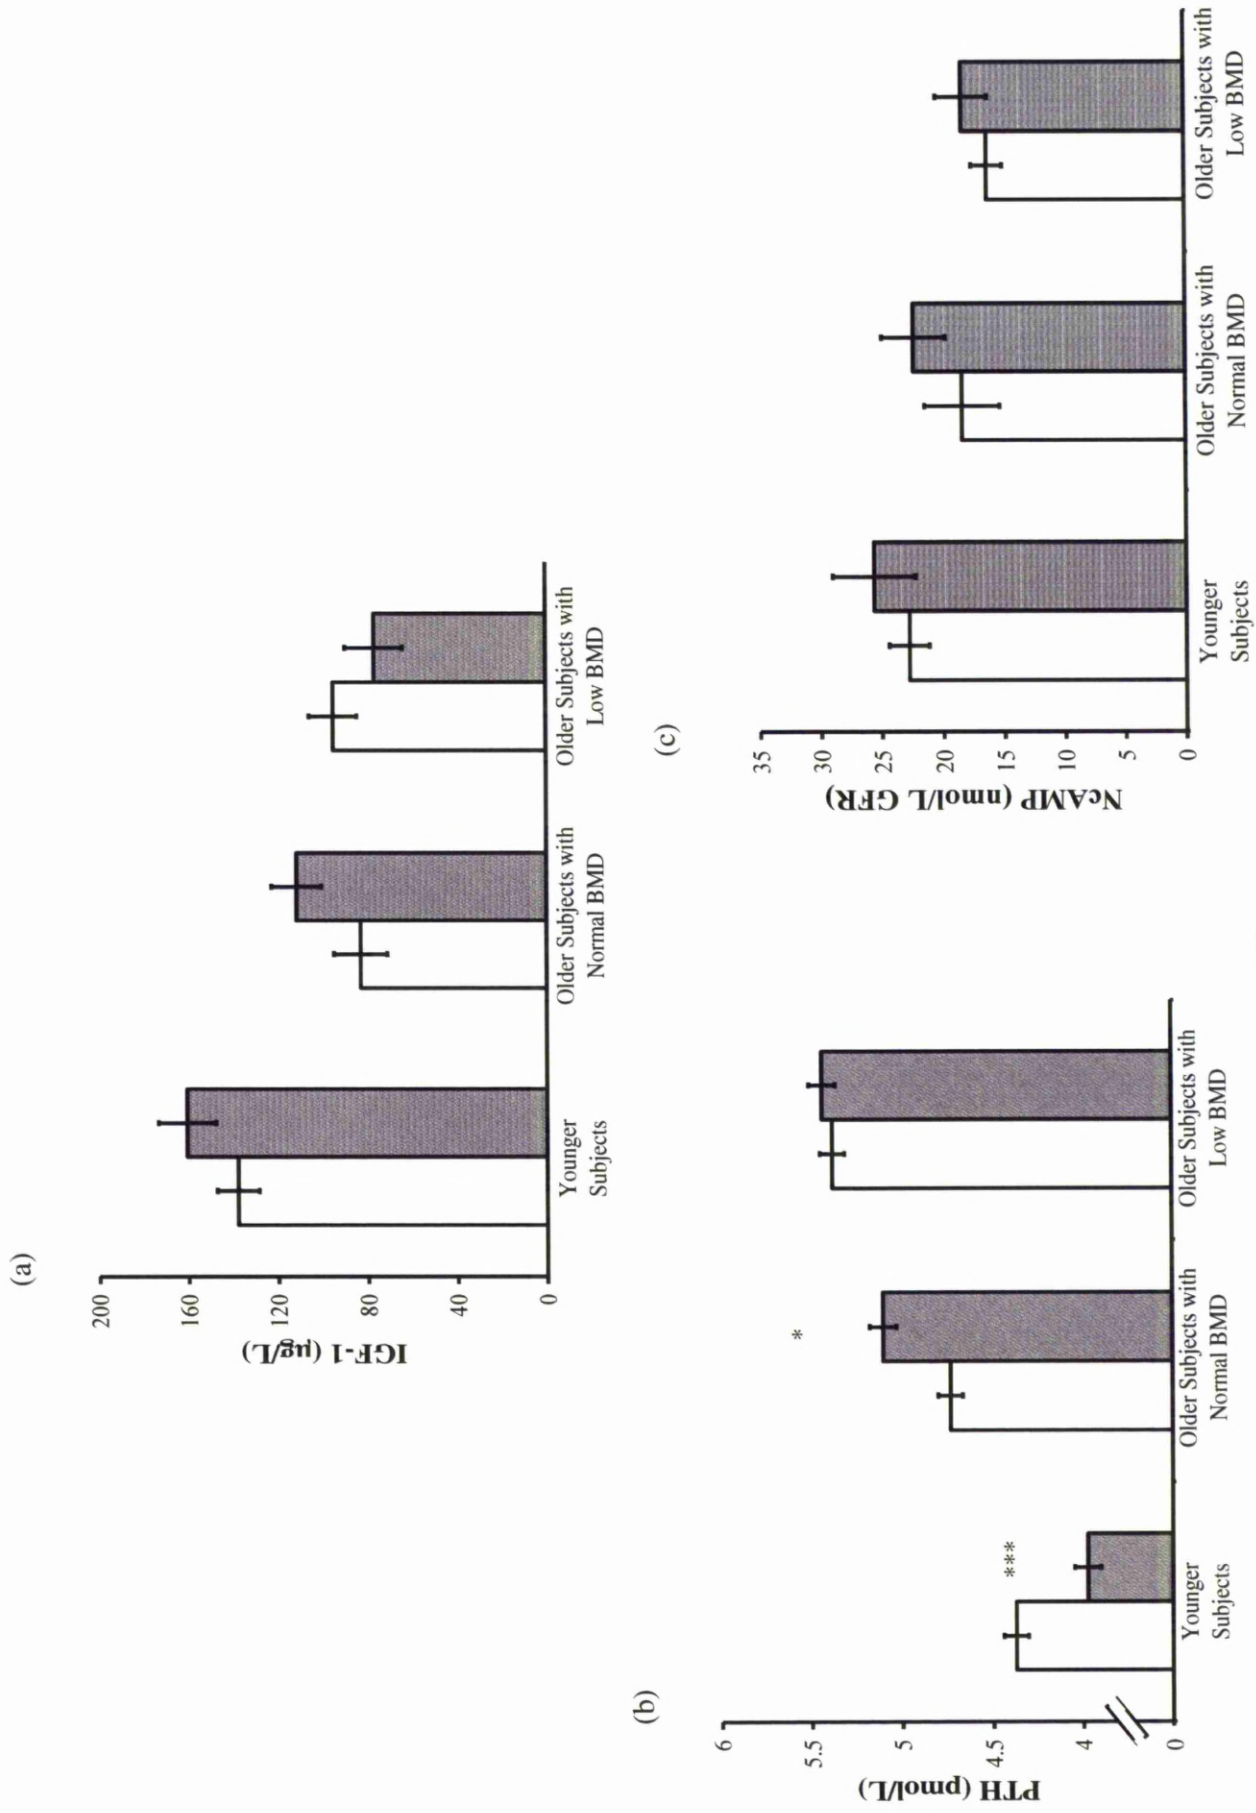 (a)
IGF-1 (µg/L)
200
160
120
80
40
0
Younger
Subjects
Older Subjects with
Normal BMD
Older Subjects with
Low BMD
(b)
PTH (pmol/L)
6
5.5
5
4.5
4
0
***
*
Younger
Subjects
Older Subjects with
Normal BMD
Older Subjects with
Low BMD
(c)
NcAMP (nmol/L GFR)
35
30
25
20
15
10
5
0
Younger
Subjects
Older Subjects with
Normal BMD
Older Subjects with
Low BMD